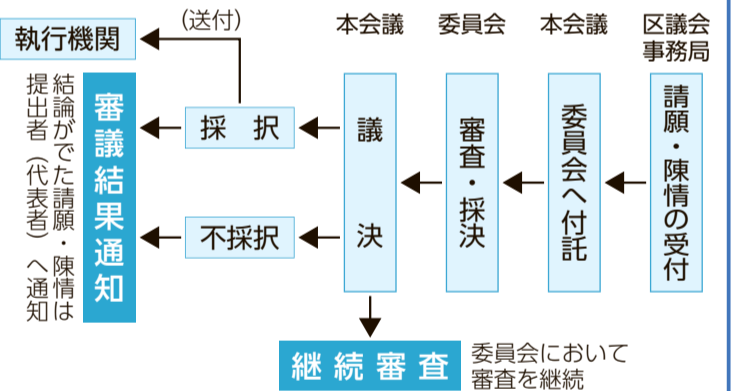 区議会
事務局
請願・陳情の受付
本会議
委員会へ付託
委員会
審査・採決
本会議
議決
採択
(送付)
執行機関
不採択
審議結果通知
結論がでた請願・陳情は
提出者（代表者）へ通知
継続審査
委員会において
審査を継続